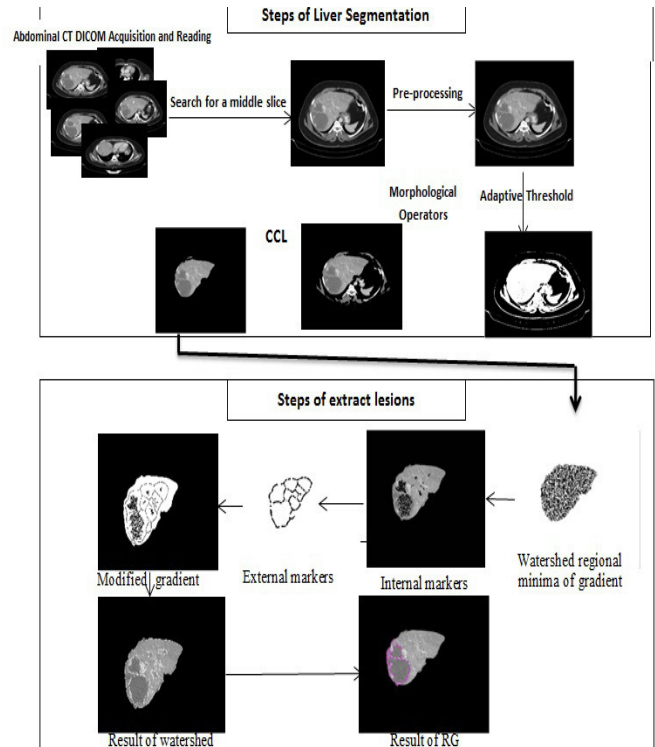 Steps of Liver Segmentation
Abdominal CT DICOM Acquisition and Reading
Search for a middle slice
Pre-processing
Morphological
Operators
Adaptive Threshold
CCL
Steps of extract lesions
Modified gradient
External markers
Internal markers
Watershed regional
minima of gradient
Result of watershed
Result of RG